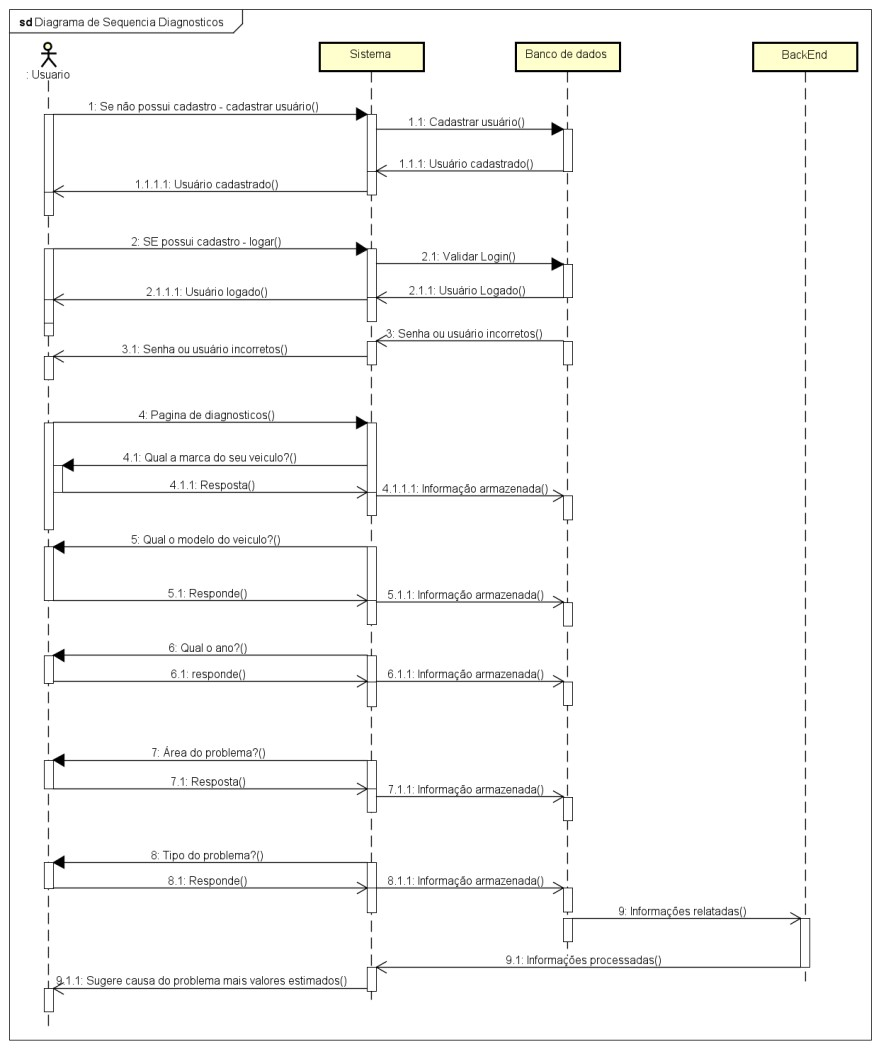 sd Diagrama de Sequencia Diagnosticos
: Usuario
Sistema
Banco de dados
BackEnd
1: Se não possui cadastro - cadastrar usuário()
1.1: Cadastrar usuário()
1.1.1: Usuário cadastrado()
1.1.1.1: Usuário cadastrado()
2: SE possui cadastro - logar()
2.1: Validar Login()
2.1.1: Usuário Logado()
2.1.1.1: Usuário logado()
3: Senha ou usuário incorretos()
3.1: Senha ou usuário incorretos()
4: Pagina de diagnosticos()
4.1: Qual a marca do seu veiculo?()
4.1.1: Resposta()
4.1.1.1: Informação armazenada()
5: Qual o modelo do veiculo?()
5.1: Responde()
5.1.1: Informação armazenada()
6: Qual o ano?()
6.1: responde()
6.1.1: Informação armazenada()
7: Área do problema?()
7.1: Resposta()
7.1.1: Informação armazenada()
8: Tipo do problema?()
8.1: Responde()
8.1.1: Informação armazenada()
9: Informações relatadas()
9.1: Informações processadas()
9.1.1: Sugere causa do problema mais valores estimados()